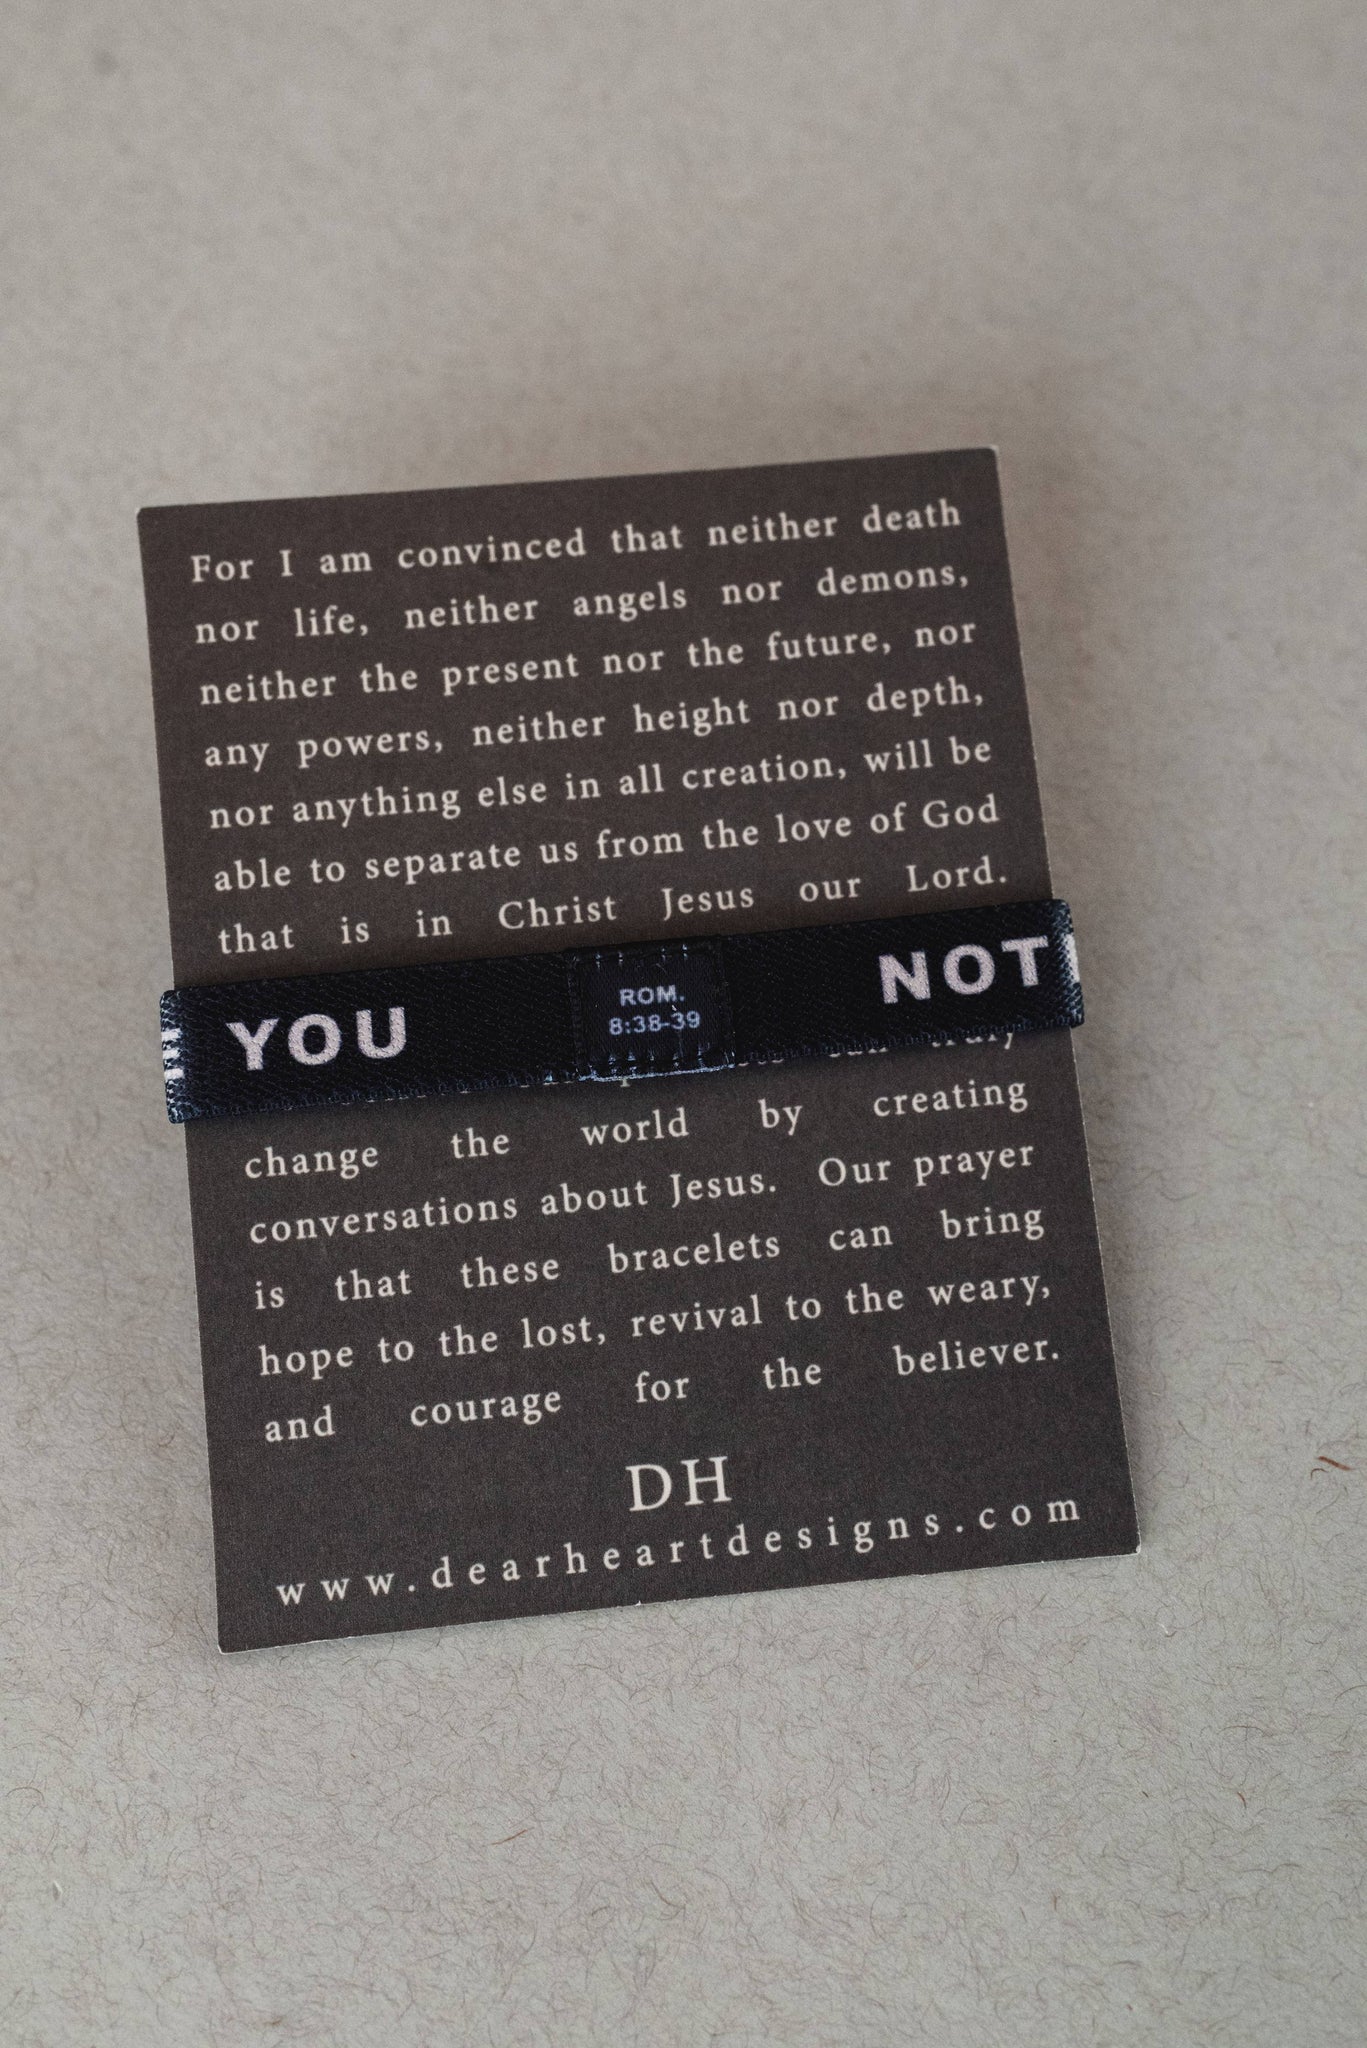 For I am convinced that neither death
nor life, neither angels nor demons,
neither the present nor the future, nor
any powers, neither height nor depth,
nor anything else in all creation, will be
able to separate us from the love of God
that is in Christ Jesus our Lord.
YOU ROM. NOT
8:38-39
change the world by creating
conversations about Jesus. Our prayer
is that these bracelets can bring
hope to the lost, revival to the weary,
and courage for the believer.
DH
www.dearheartdesigns.com